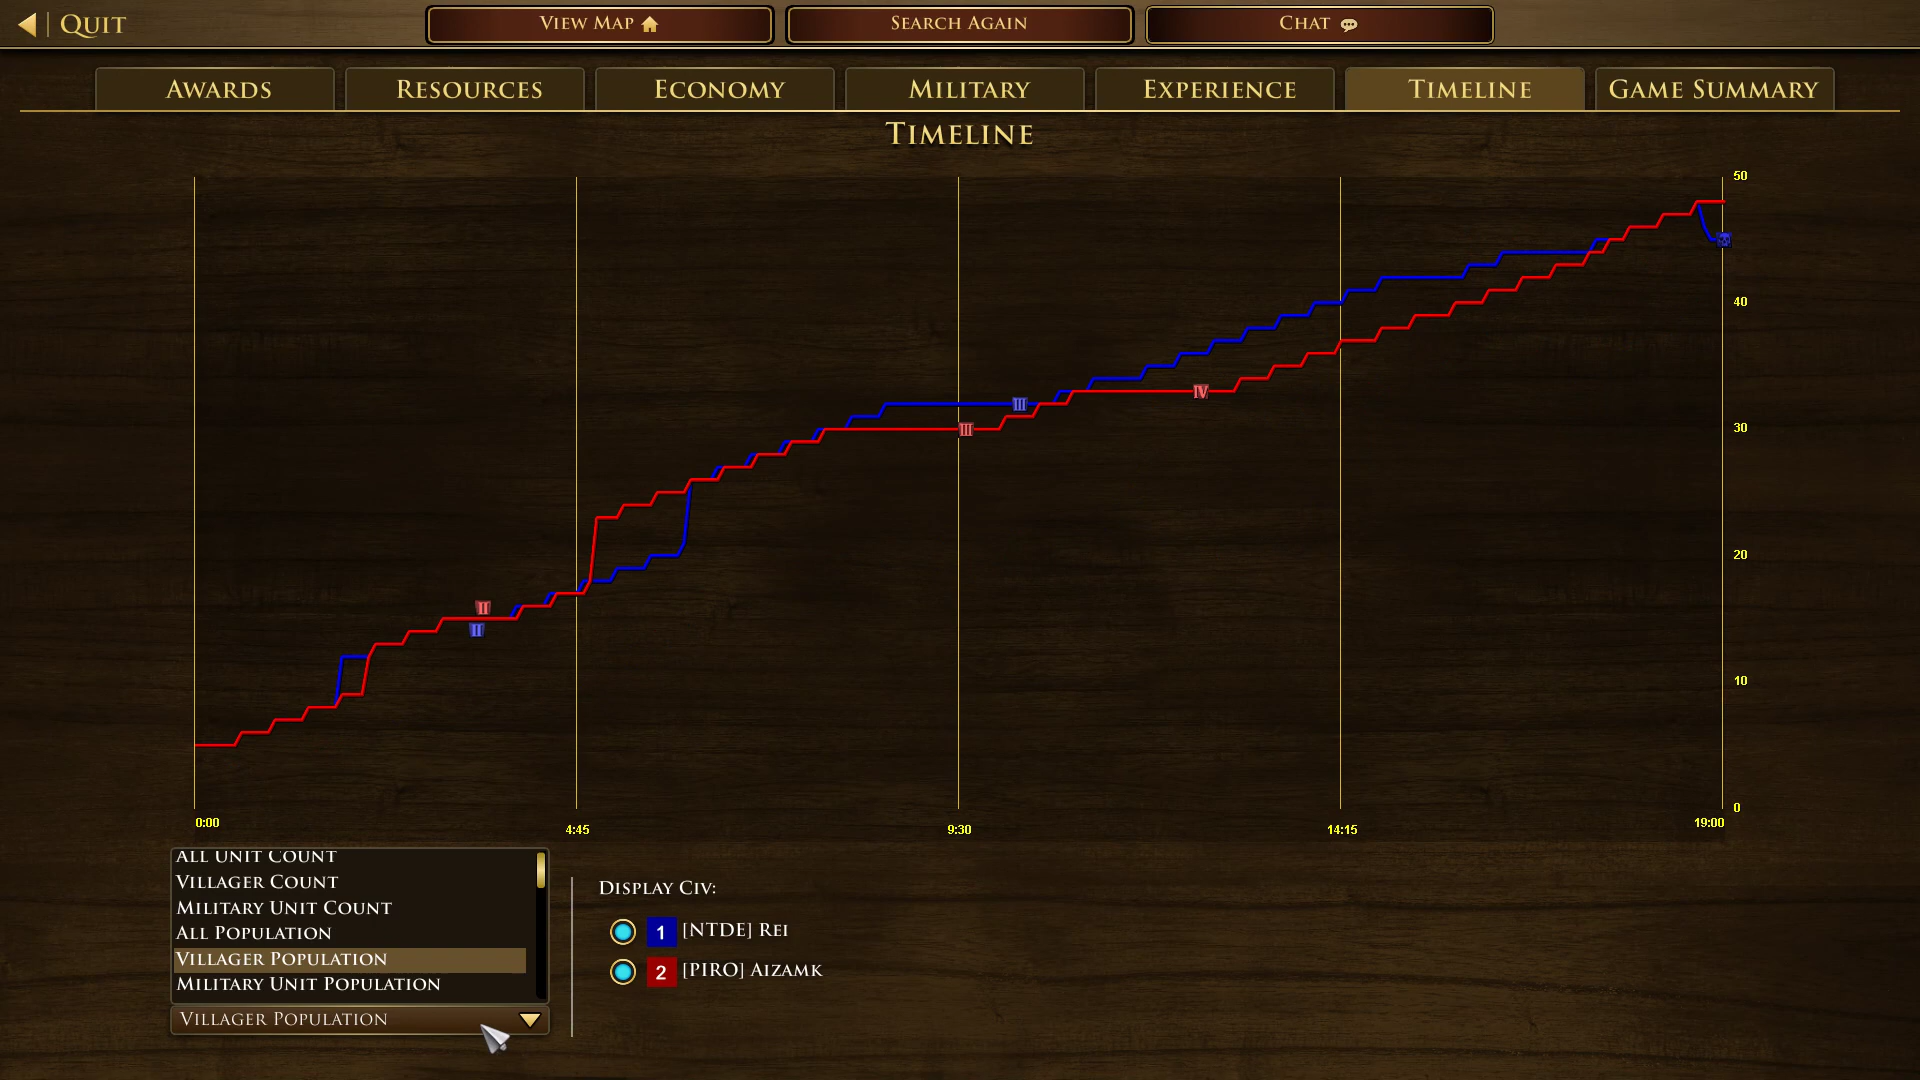 QUIT
VIEW MAP
SEARCH AGAIN
CHAT
AWARDS
RESOURCES
ECONOMY
MILITARY
EXPERIENCE
TIMELINE
GAME SUMMARY
TIMELINE
50
40
30
20
10
0
II
II
III
III
IV
0:00
4:45
9:30
14:15
19:00
ALL UNIT COUNT
VILLAGER COUNT
MILITARY UNIT COUNT
ALL POPULATION
VILLAGER POPULATION
MILITARY UNIT POPULATION
VILLAGER POPULATION
DISPLAY CIV:
1 [NTDE] REI
2 [PIRO] AIZAMK